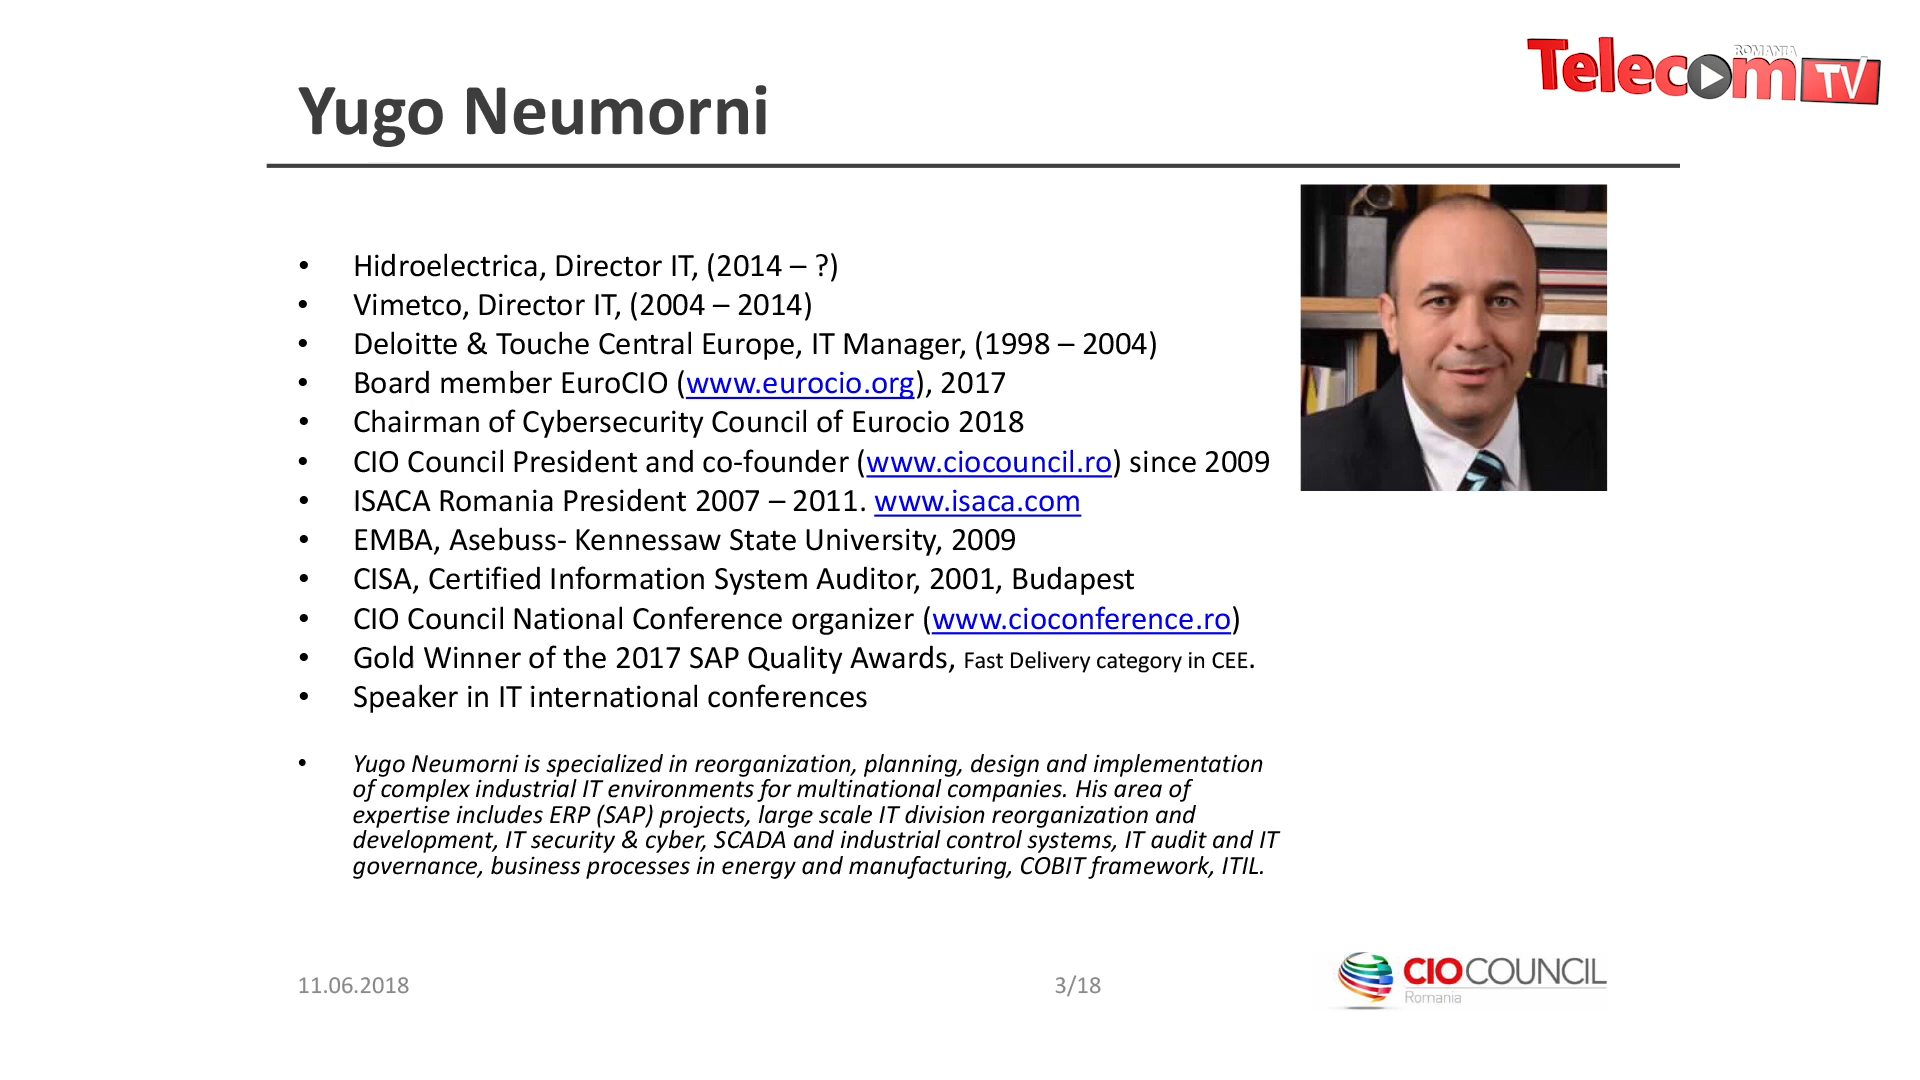 ROMANIA
Telecom TV
Yugo Neumorni
• Hidroelectrica, Director IT, (2014 – ?)
• Vimetco, Director IT, (2004 – 2014)
• Deloitte & Touche Central Europe, IT Manager, (1998 – 2004)
• Board member EuroCIO (www.eurocio.org), 2017
• Chairman of Cybersecurity Council of Eurocio 2018
• CIO Council President and co-founder (www.ciocouncil.ro) since 2009
• ISACA Romania President 2007 – 2011. www.isaca.com
• EMBA, Asebuss- Kennessaw State University, 2009
• CISA, Certified Information System Auditor, 2001, Budapest
• CIO Council National Conference organizer (www.cioconference.ro)
• Gold Winner of the 2017 SAP Quality Awards, Fast Delivery category in CEE.
• Speaker in IT international conferences
• Yugo Neumorni is specialized in reorganization, planning, design and implementation
of complex industrial IT environments for multinational companies. His area of
expertise includes ERP (SAP) projects, large scale IT division reorganization and
development, IT security & cyber, SCADA and industrial control systems, IT audit and IT
governance, business processes in energy and manufacturing, COBIT framework, ITIL.
11.06.2018
3/18
CIO COUNCIL
Romania